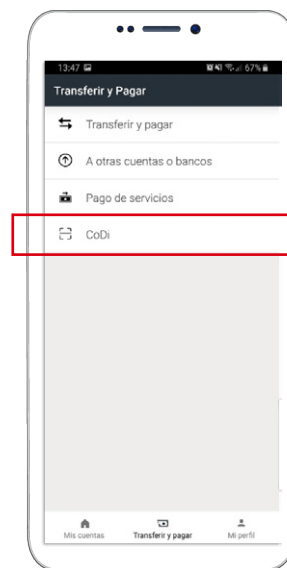 13:47 67%
Transferir y Pagar
Transferir y pagar
A otras cuentas o bancos
Pago de servicios
CoDi
Mis cuentas Transferir y pagar Mi perfil